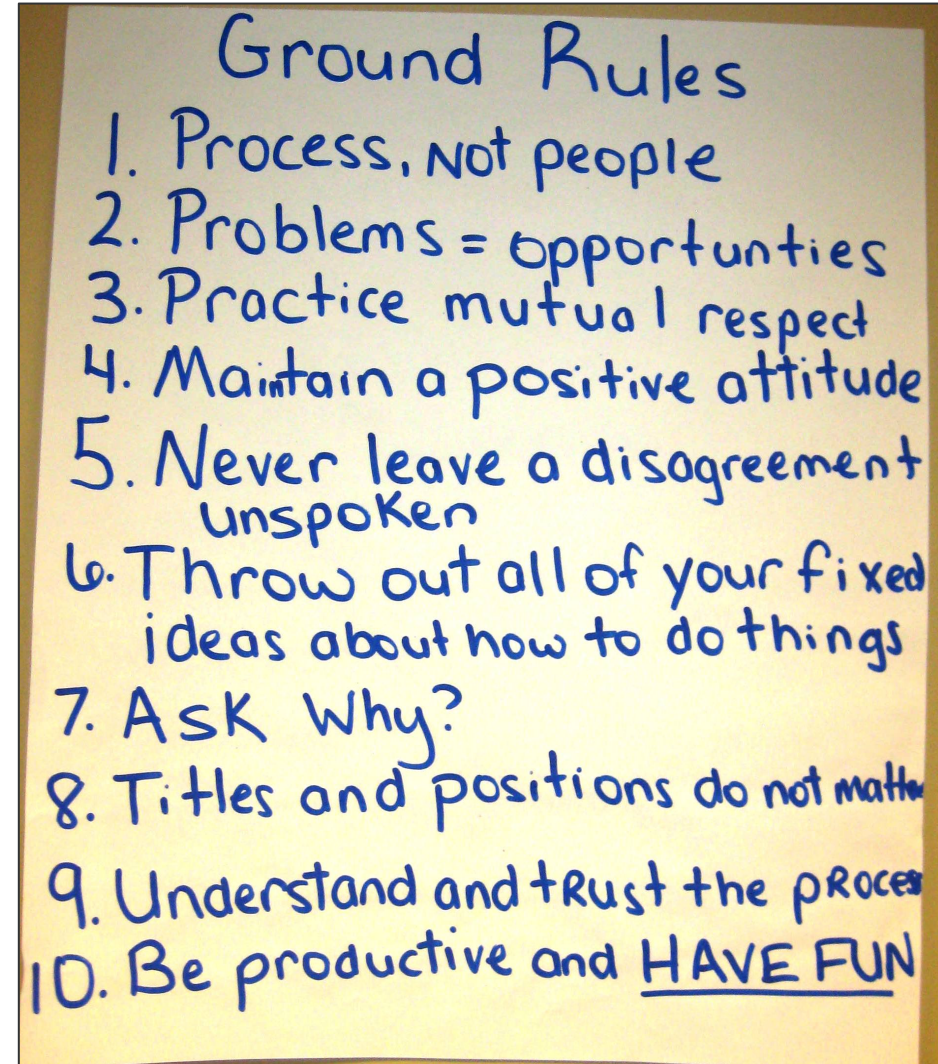 Ground Rules
1. Process, Not people
2. Problems = opportunties
3. Practice mutual respect
4. Maintain a positive attitude
5. Never leave a disagreement
unspoken
6. Throw out all of your fixed
ideas about how to do things
7. Ask Why?
8. Titles and positions do not matter
9. Understand and tRust the pRocess
10. Be productive and HAVE FUN